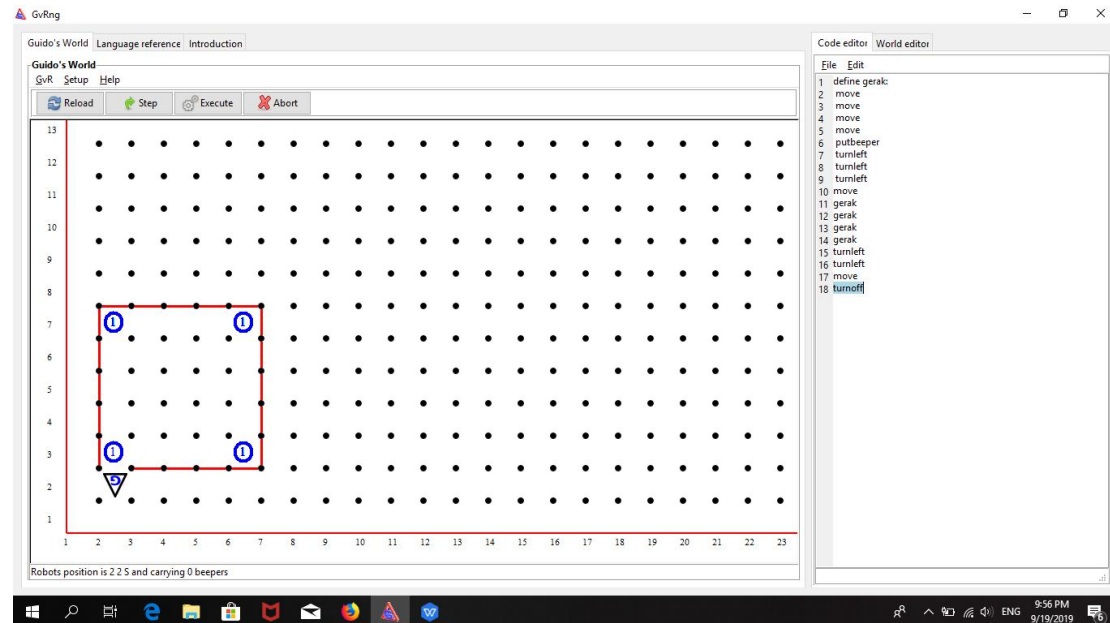 GvRng
Guido's World Language reference Introduction
Guido's World
GvR Setup Help
Reload Step Execute Abort
13
12
11
10
9
8
7
6
5
4
3
2
1
1 1
1 1
G
1 2 3 4 5 6 7 8 9 10 11 12 13 14 15 16 17 18 19 20 21 22 23
Robots position is 2 2 S and carrying 0 beepers
Code editor World editor
File Edit
1 define gerak:
2 move
3 move
4 move
5 move
6 putbeeper
7 turnleft
8 turnleft
9 turnleft
10 move
11 gerak
12 gerak
13 gerak
14 gerak
15 turnleft
16 turnleft
17 move
18 turnoff
ENG
9:56 PM
9/19/2019
6